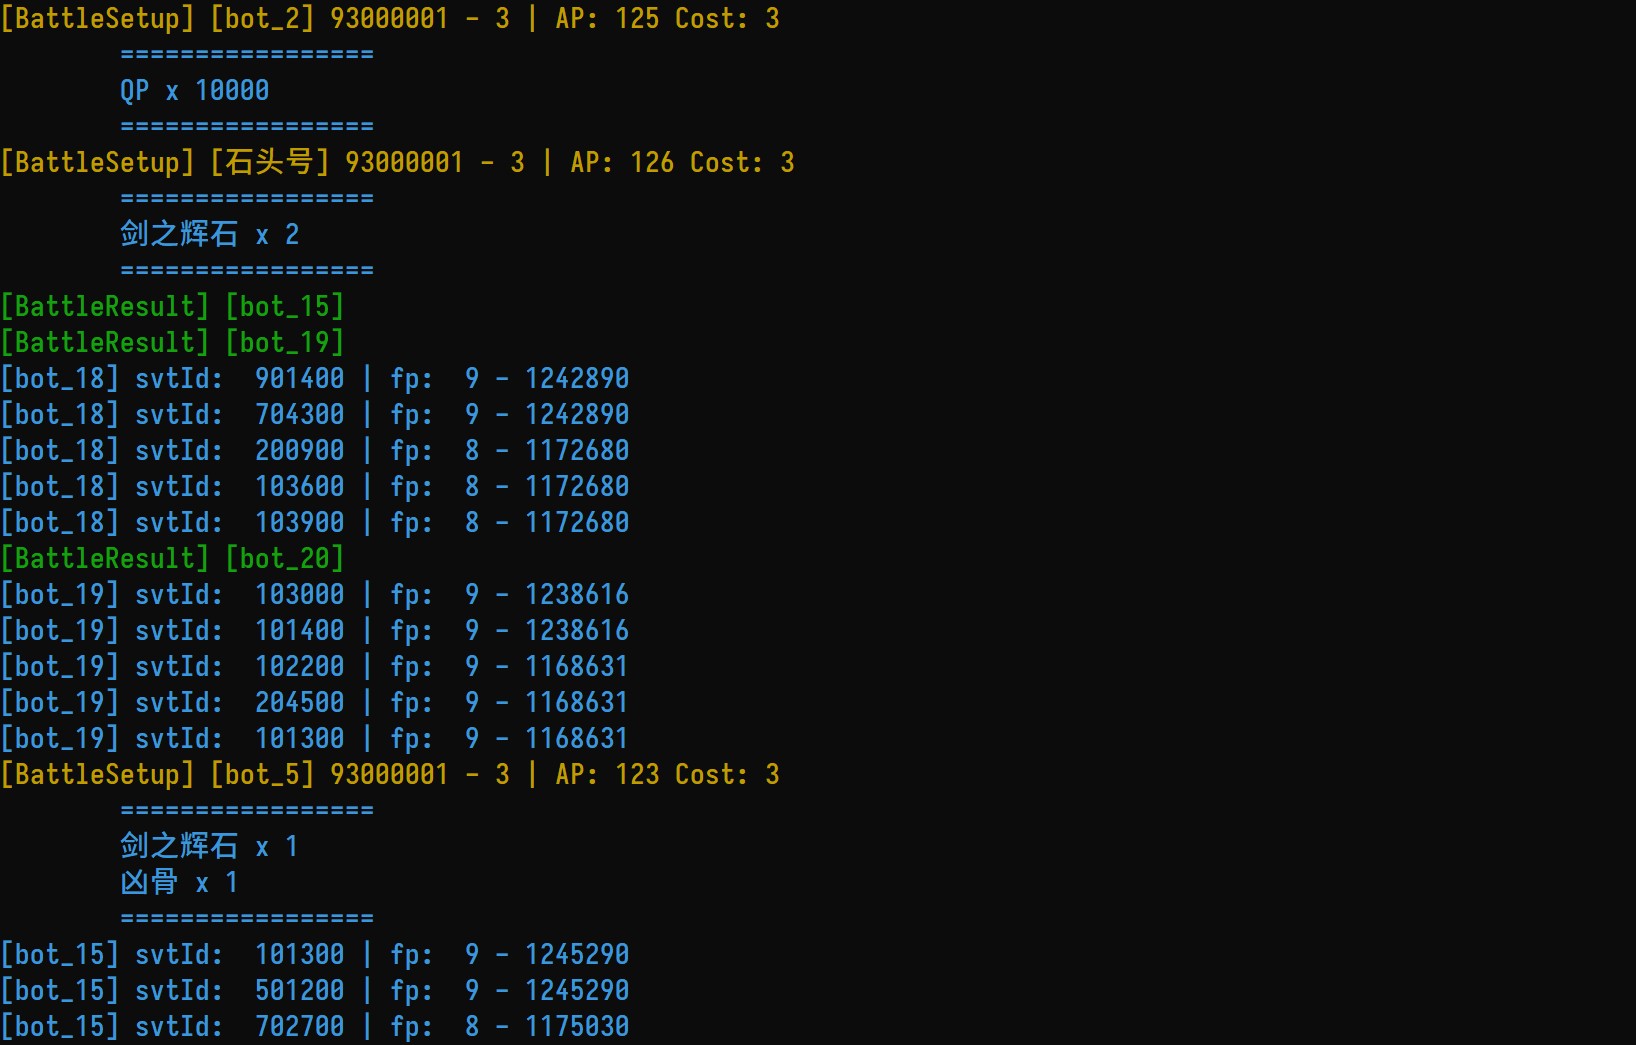 [BattleSetup] [bot_2] 93000001 - 3 | AP: 125 Cost: 3
================
QP x 10000
================
[BattleSetup] [石头号] 93000001 - 3 | AP: 126 Cost: 3
================
剑之辉石 x 2
================
[BattleResult] [bot_15]
[BattleResult] [bot_19]
[bot_18] svtId:  901400 | fp:  9 - 1242890
[bot_18] svtId:  704300 | fp:  9 - 1242890
[bot_18] svtId:  200900 | fp:  8 - 1172680
[bot_18] svtId:  103600 | fp:  8 - 1172680
[bot_18] svtId:  103900 | fp:  8 - 1172680
[BattleResult] [bot_20]
[bot_19] svtId:  103000 | fp:  9 - 1238616
[bot_19] svtId:  101400 | fp:  9 - 1238616
[bot_19] svtId:  102200 | fp:  9 - 1168631
[bot_19] svtId:  204500 | fp:  9 - 1168631
[bot_19] svtId:  101300 | fp:  9 - 1168631
[BattleSetup] [bot_5] 93000001 - 3 | AP: 123 Cost: 3
================
剑之辉石 x 1
凶骨 x 1
================
[bot_15] svtId:  101300 | fp:  9 - 1245290
[bot_15] svtId:  501200 | fp:  9 - 1245290
[bot_15] svtId:  702700 | fp:  8 - 1175030